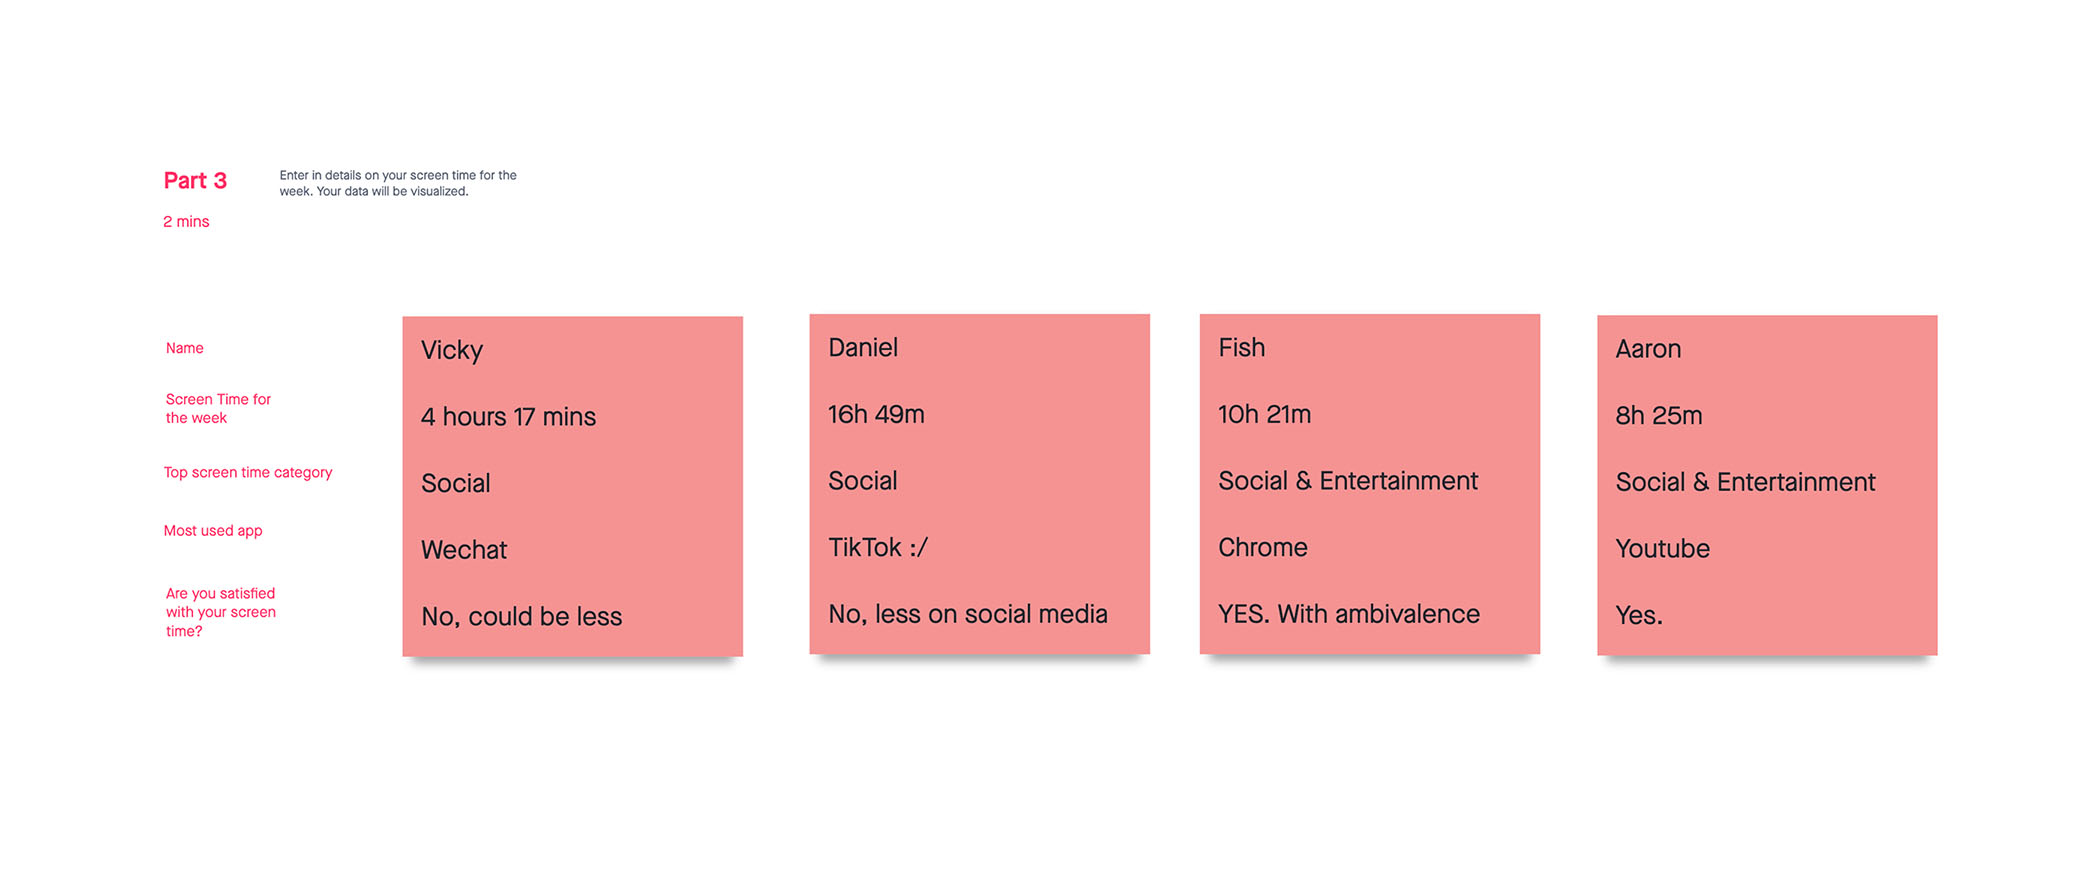 Part 3
Enter in details on your screen time for the
week. Your data will be visualized.
2 mins
Name
Screen Time for
the week
Top screen time category
Most used app
Are you satisfied
with your screen
time?
Vicky
4 hours 17 mins
Social
Wechat
No, could be less
Daniel
16h 49m
Social
TikTok :/
No, less on social media
Fish
10h 21m
Social & Entertainment
Chrome
YES. With ambivalence
Aaron
8h 25m
Social & Entertainment
Youtube
Yes.